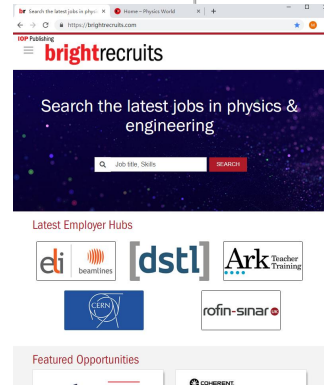 br Search the latest jobs in physic
Home – Physics World
https://brightrecruits.com
IOP Publishing
brightrecruits
Search the latest jobs in physics &
engineering
Job title, Skills
SEARCH
Latest Employer Hubs
eli beamlines
[dstl]
Ark Teacher
Training
CERN
rofin-sinar
Featured Opportunities
COHERENT